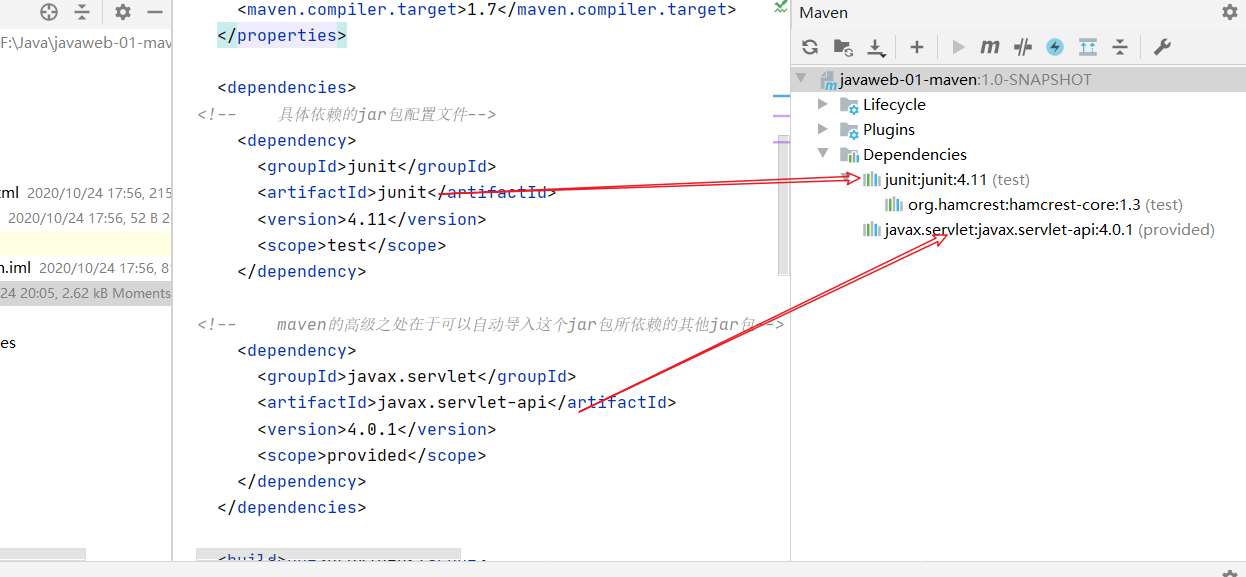 F:\Java\javaweb-01-mav
ml 2020/10/24 17:56, 215
2020/10/24 17:56, 52 B 2
n.iml 2020/10/24 17:56, 8
24 20:05, 2.62 kB Moments
es
<maven.compiler.target>1.7</maven.compiler.target>
</properties>
<dependencies>
<!-- 具体依赖的jar包配置文件-->
<dependency>
<groupId>junit</groupId>
<artifactId>junit</artifactId>
<version>4.11</version>
<scope>test</scope>
</dependency>
<!-- maven的高级之处在于可以自动导入这个jar包所依赖的其他jar包-->
<dependency>
<groupId>javax.servlet</groupId>
<artifactId>javax.servlet-api</artifactId>
<version>4.0.1</version>
<scope>provided</scope>
</dependency>
</dependencies>
<build>
Maven
m
javaweb-01-maven:1.0-SNAPSHOT
Lifecycle
Plugins
Dependencies
junit:junit:4.11 (test)
org.hamcrest:hamcrest-core:1.3 (test)
javax.servlet:javax.servlet-api:4.0.1 (provided)